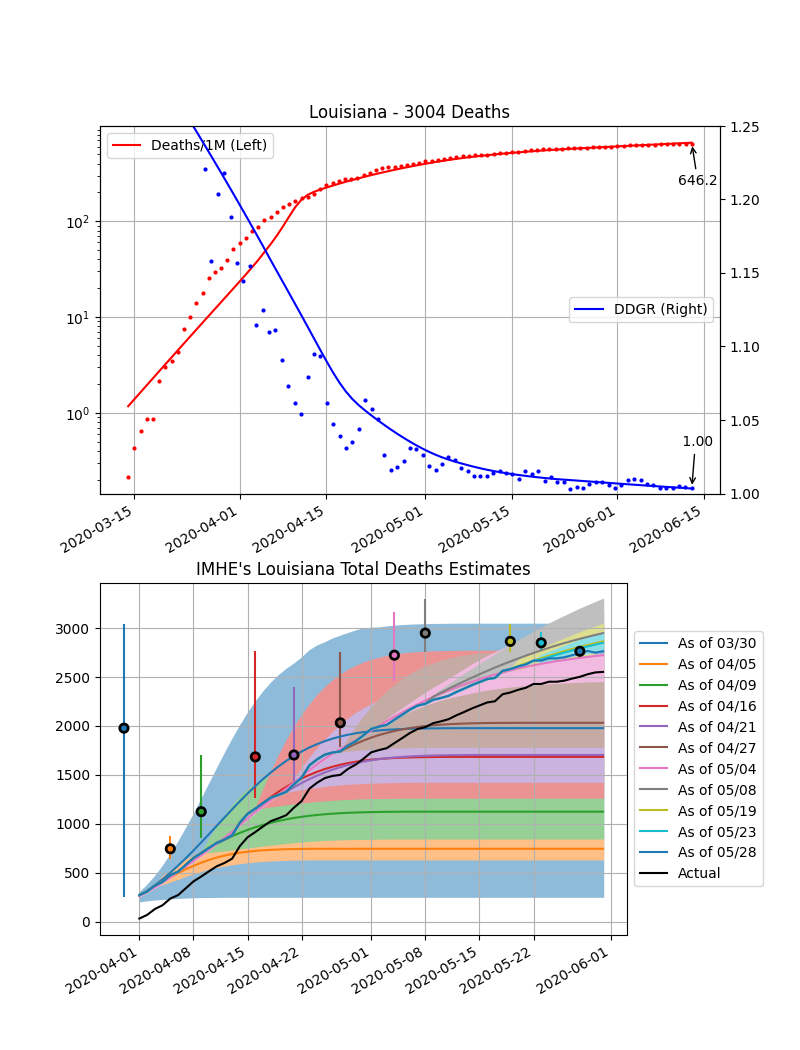 Louisiana - 3004 Deaths
Deaths/1M (Left)
DDGR (Right)
646.2
1.00
10²
10¹
10⁰
1.25
1.20
1.15
1.10
1.05
1.00
2020-03-15
2020-04-01
2020-04-15
2020-05-01
2020-05-15
2020-06-01
2020-06-15
IMHE's Louisiana Total Deaths Estimates
3000
2500
2000
1500
1000
500
0
2020-04-01
2020-04-08
2020-04-15
2020-04-22
2020-05-01
2020-05-08
2020-05-15
2020-05-22
2020-06-01
As of 03/30
As of 04/05
As of 04/09
As of 04/16
As of 04/21
As of 04/27
As of 05/04
As of 05/08
As of 05/19
As of 05/23
As of 05/28
Actual